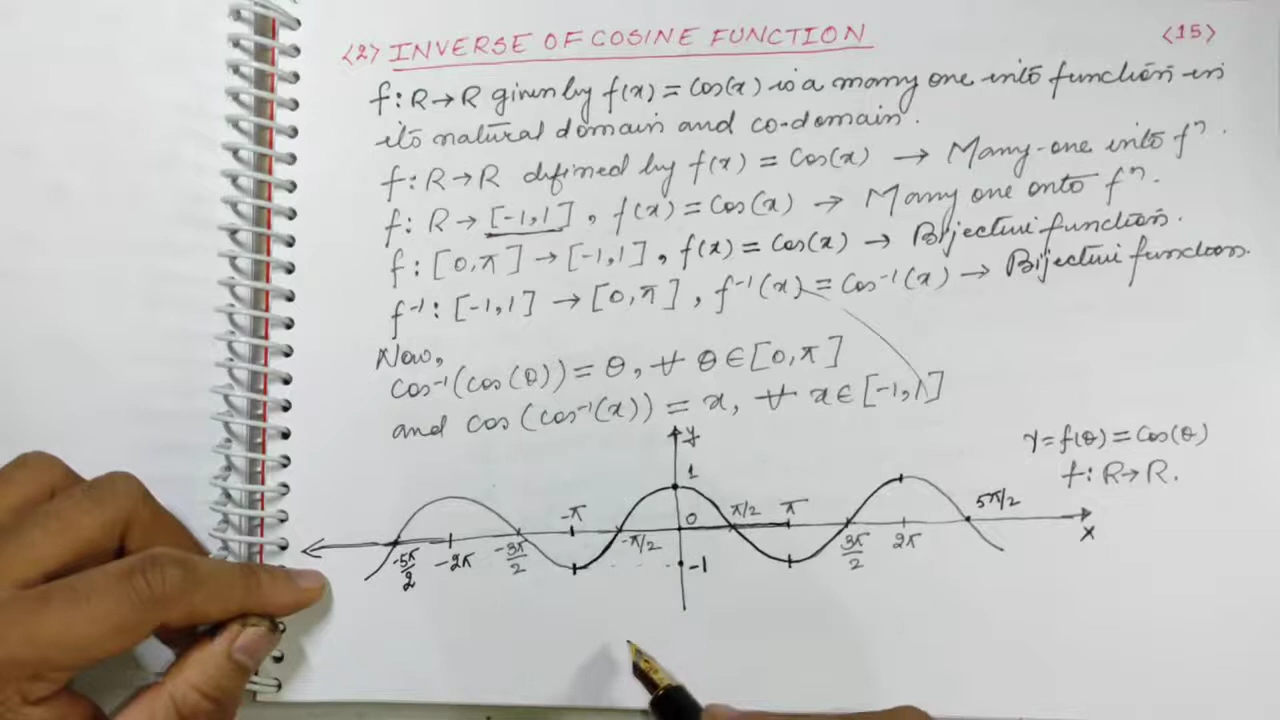 <2> INVERSE OF COSINE FUNCTION
<15>
f: R→R given by f(x) = Cos(x) is a many one into function in
its natural domain and co-domain.
f: R→R defined by f(x) = Cos(x) → Many-one into fⁿ.
f: R→[-1,1], f(x) = Cos(x) → Many one onto fⁿ.
f: [0,π]→[-1,1], f(x) = Cos(x) → Bijective function.
f⁻¹: [-1,1] → [0,π], f⁻¹(x) = Cos⁻¹(x) → Bijective function.
Now,
cos⁻¹(cos(θ)) = θ, ∀ θ∈[0,π]
and cos(cos⁻¹(x)) = x, ∀ x∈[-1,1]
y = f(θ) = Cos(θ)
f: R→R.
y
1
-π
0
π/2
π
5π/2
X
-5π/2
-2π
-3π/2
-π/2
-1
3π/2
2π